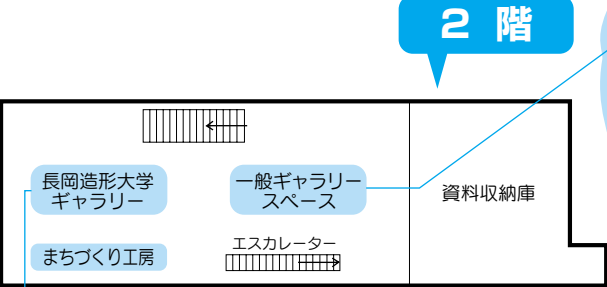 2 階
長岡造形大学
ギャラリー
一般ギャラリー
スペース
資料収納庫
まちづくり工房
エスカレーター